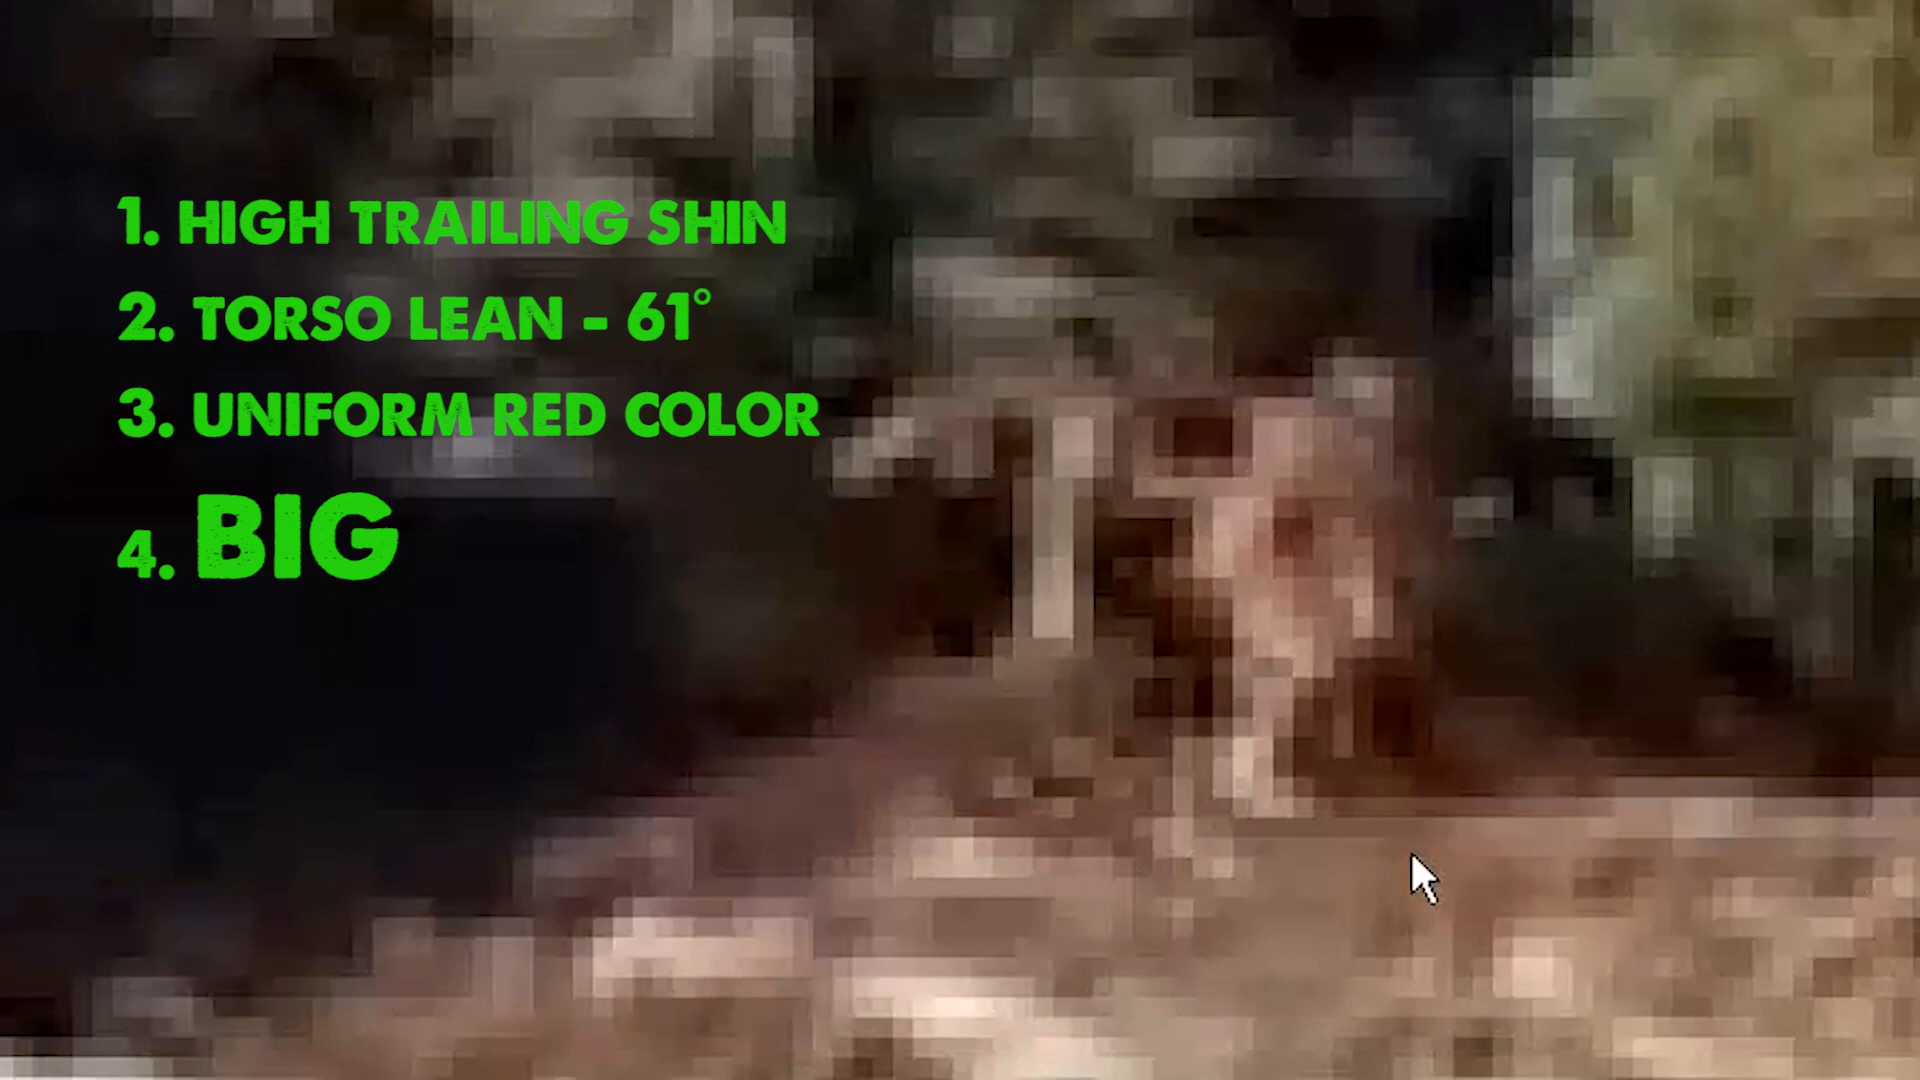 1. HIGH TRAILING SHIN
2. TORSO LEAN - 61°
3. UNIFORM RED COLOR
4. BIG